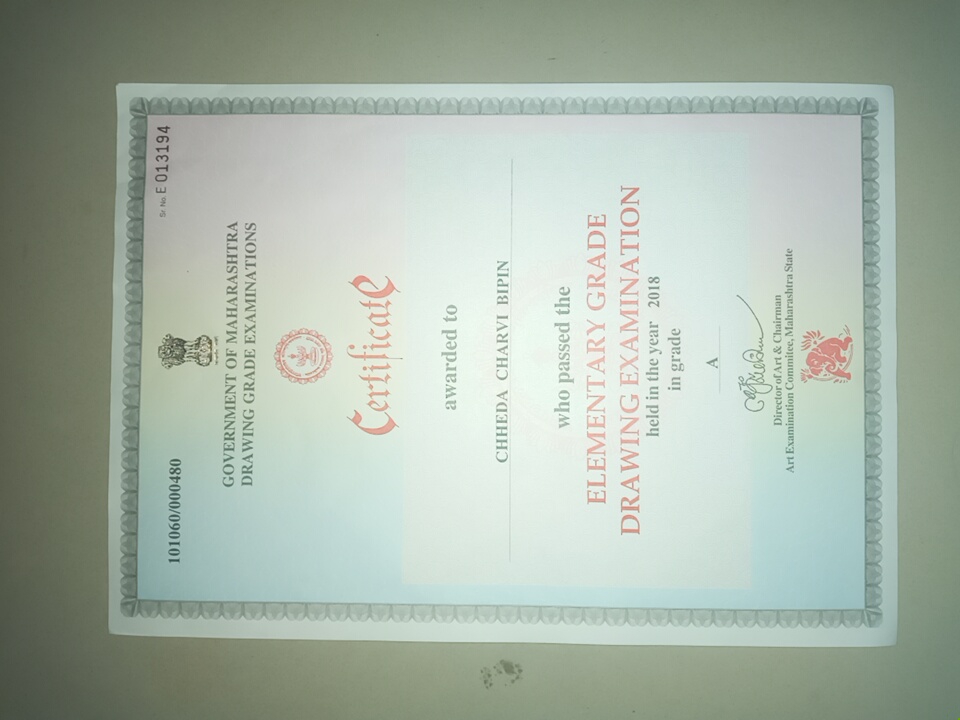 101060/000480
Sr. No. E 013194
GOVERNMENT OF MAHARASHTRA
DRAWING GRADE EXAMINATIONS
Certificate
awarded to
CHHEDA CHARVI BIPIN
who passed the
ELEMENTARY GRADE
DRAWING EXAMINATION
held in the year 2018
in grade
A
Director of Art & Chairman
Art Examination Commitee, Maharashtra State